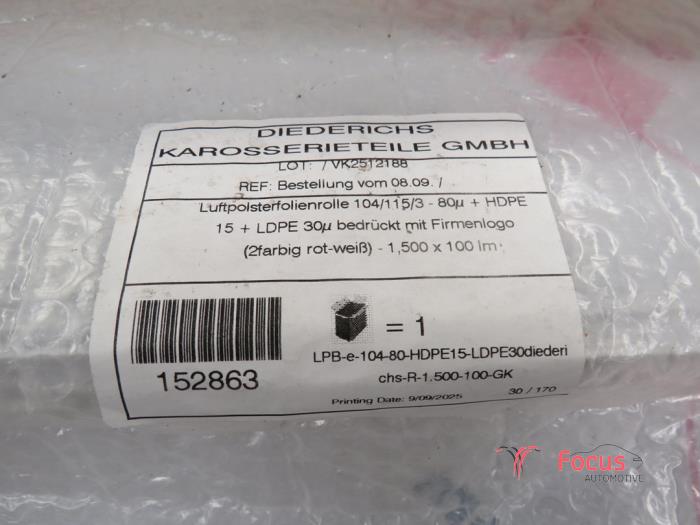 DIEDERICHS
KAROSSERIETEILE GMBH
LOT: / VK2512188
REF: Bestellung vom 08.09. /
Luftpolsterfolienrolle 104/115/3 - 80µ + HDPE
15 + LDPE 30µ bedrückt mit Firmenlogo
(2farbig rot-weiß) - 1,500 x 100 lm
= 1
152863
LPB-e-104-80-HDPE15-LDPE30diederi
chs-R-1.500-100-GK
Printing Date: 9/09/2025 30 / 170
Focus
AUTOMOTIVE